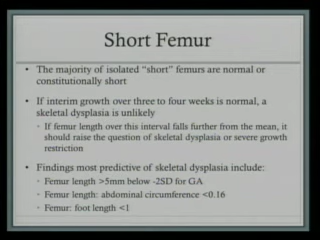 Short Femur
• The majority of isolated “short” femurs are normal or
constitutionally short
• If interim growth over three to four weeks is normal, a
skeletal dysplasia is unlikely
• If femur length over this interval falls further from the mean, it
should raise the question of skeletal dysplasia or severe growth
restriction
• Findings most predictive of skeletal dysplasia include:
• Femur length >5mm below -2SD for GA
• Femur length: abdominal circumference <0.16
• Femur: foot length <1